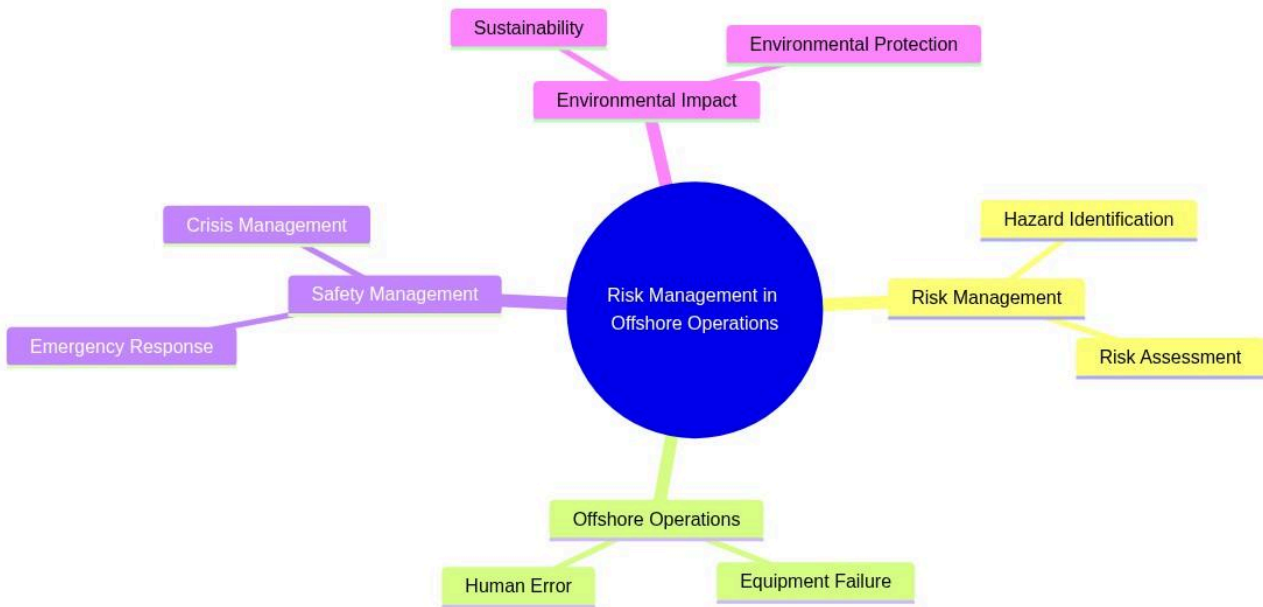 Sustainability
Environmental Protection
Environmental Impact
Crisis Management
Safety Management
Emergency Response
Risk Management in
Offshore Operations
Hazard Identification
Risk Management
Risk Assessment
Offshore Operations
Human Error
Equipment Failure